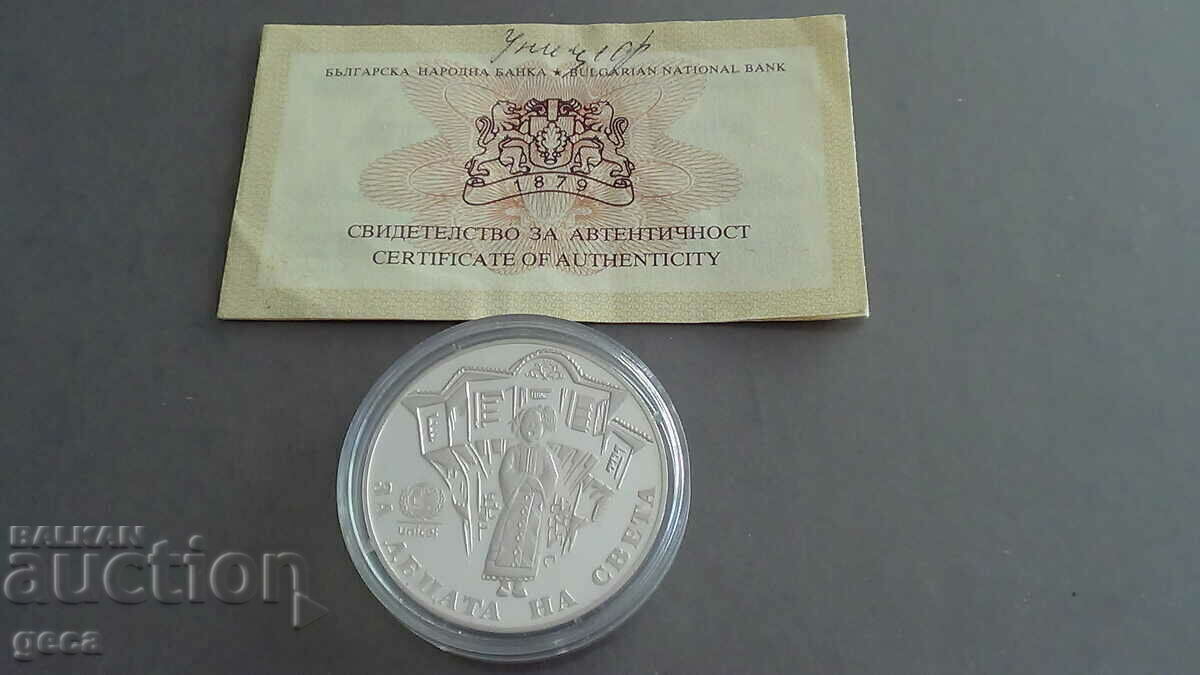 Уницеф
БЪЛГАРСКА НАРОДНА БАНКА ★ BULGARIAN NATIONAL BANK
1879
СВИДЕТЕЛСТВО ЗА АВТЕНТИЧНОСТ
CERTIFICATE OF AUTHENTICITY
unicef
ЗА ДЕЦАТА НА СВЕТА
BALKAN
auction
geca